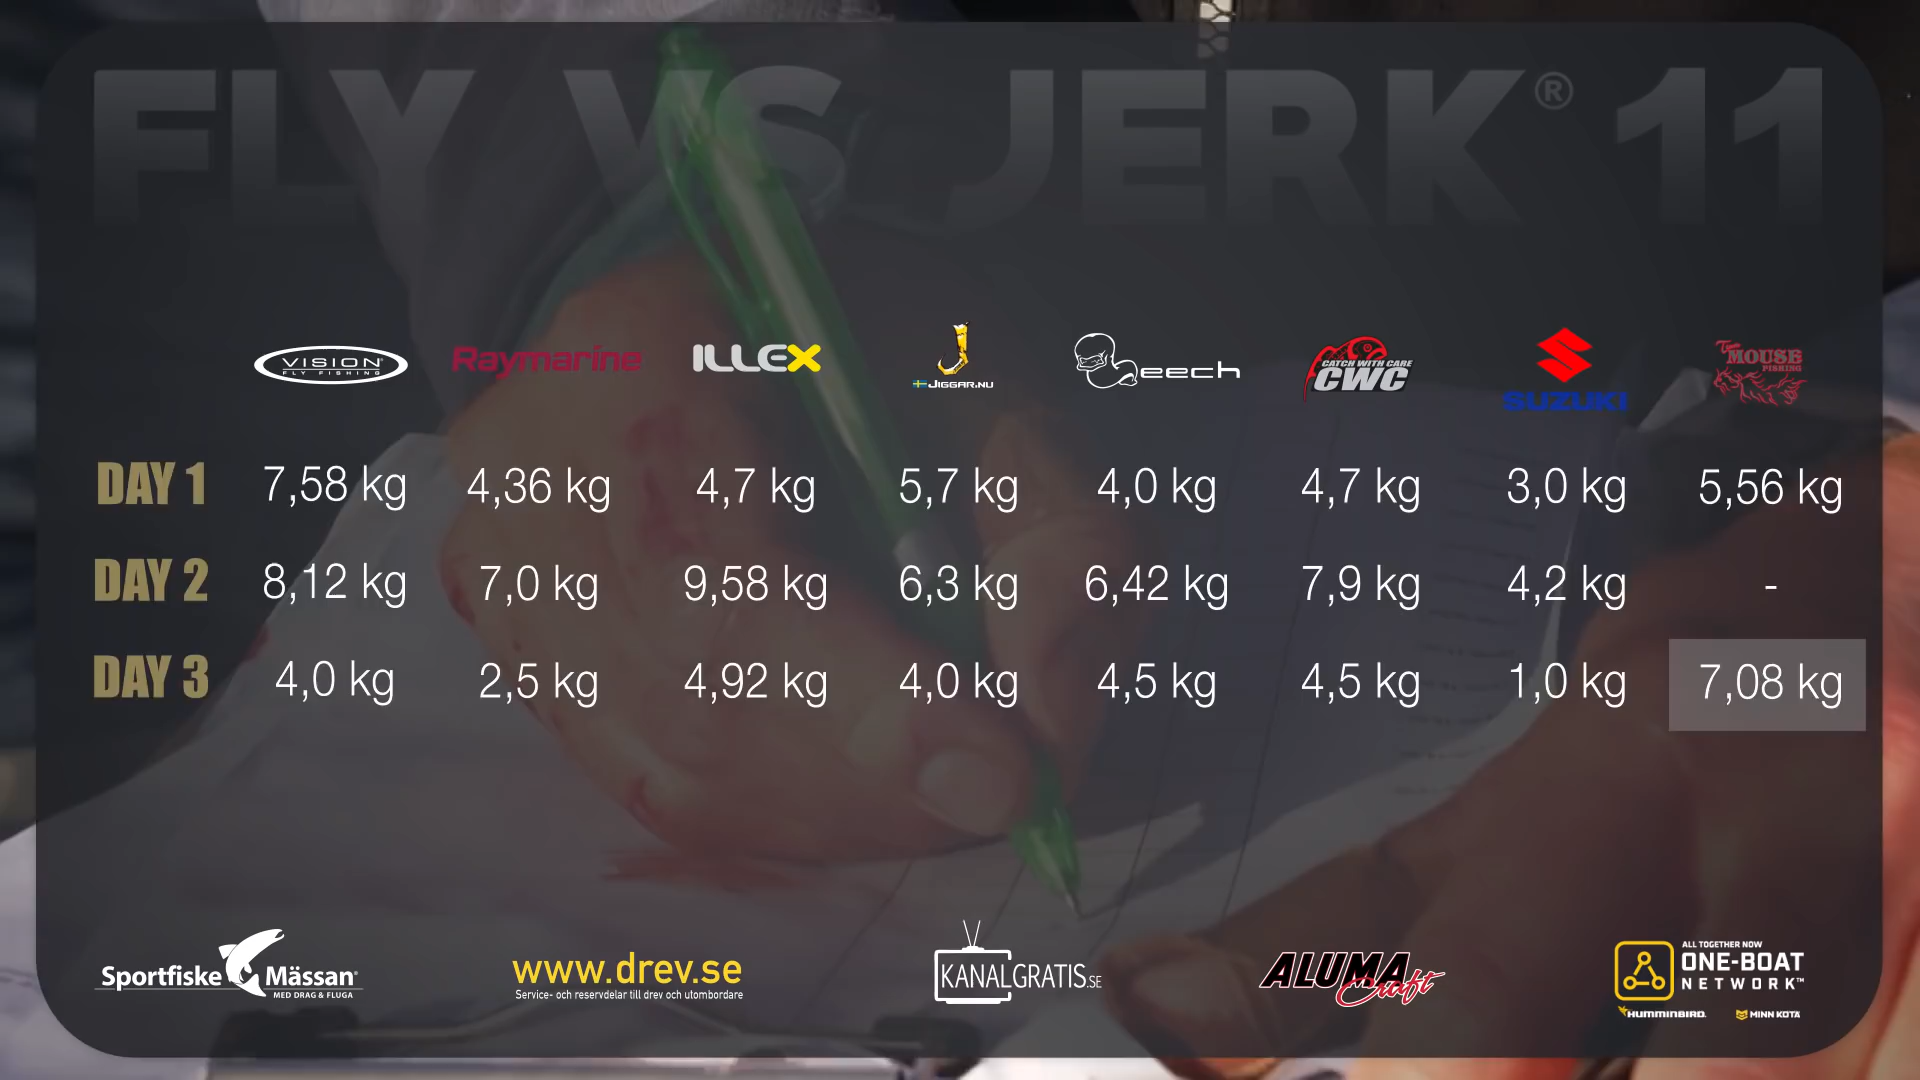 FLY VS JERK® 11
VISION
FLY FISHING
Raymarine
ILLEX
JIGGAR.NU
eech
CATCH WITH CARE
CWC
SUZUKI
The MOUSE
FISHING
DAY 1 7,58 kg 4,36 kg 4,7 kg 5,7 kg 4,0 kg 4,7 kg 3,0 kg 5,56 kg
DAY 2 8,12 kg 7,0 kg 9,58 kg 6,3 kg 6,42 kg 7,9 kg 4,2 kg -
DAY 3 4,0 kg 2,5 kg 4,92 kg 4,0 kg 4,5 kg 4,5 kg 1,0 kg 7,08 kg
Sportfiske Mässan
MED DRAG & FLUGA
www.drev.se
Service- och reservdelar till drev och utombordare
KANALGRATIS.SE
ALUMA
Craft
ALL TOGETHER NOW
ONE-BOAT
NETWORK™
HUMMINBIRD. MINN KOTA